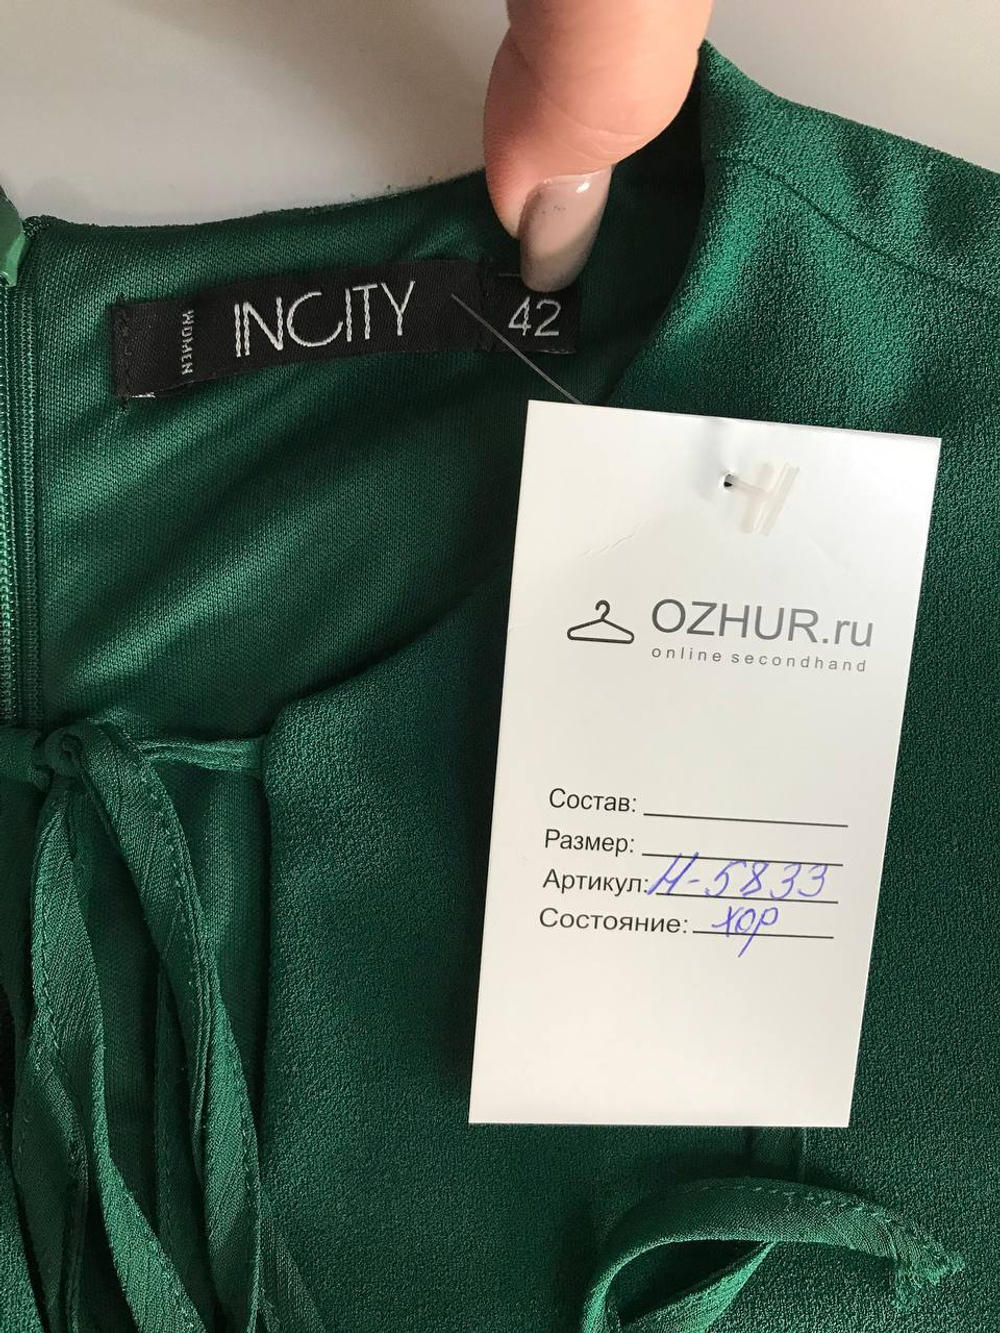 WOMEN
INCITY
42
OZHUR.ru
online secondhand
Состав:
Размер:
Артикул: Н-5833
Состояние: хор